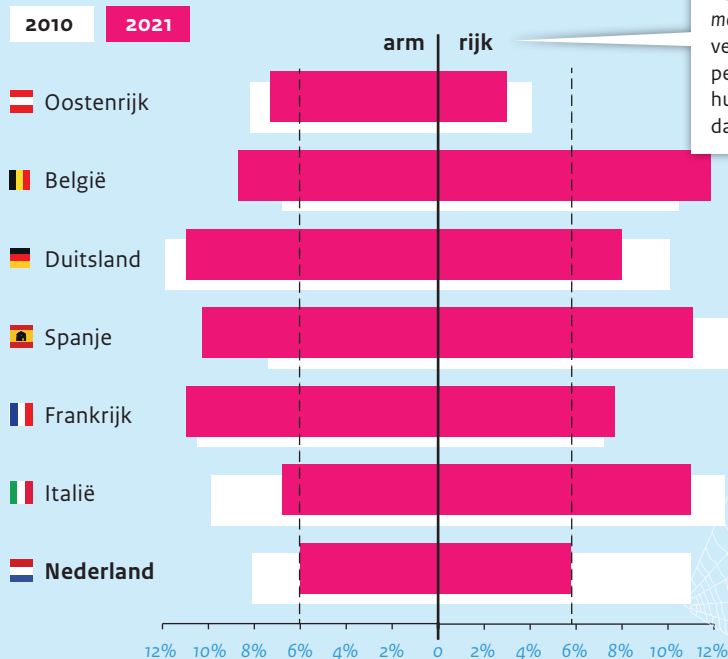 2010 2021
arm rijk
Oostenrijk
België
Duitsland
Spanje
Frankrijk
Italië
Nederland
12% 10% 8% 6% 4% 2% 0 2% 4% 6% 8% 10% 12%